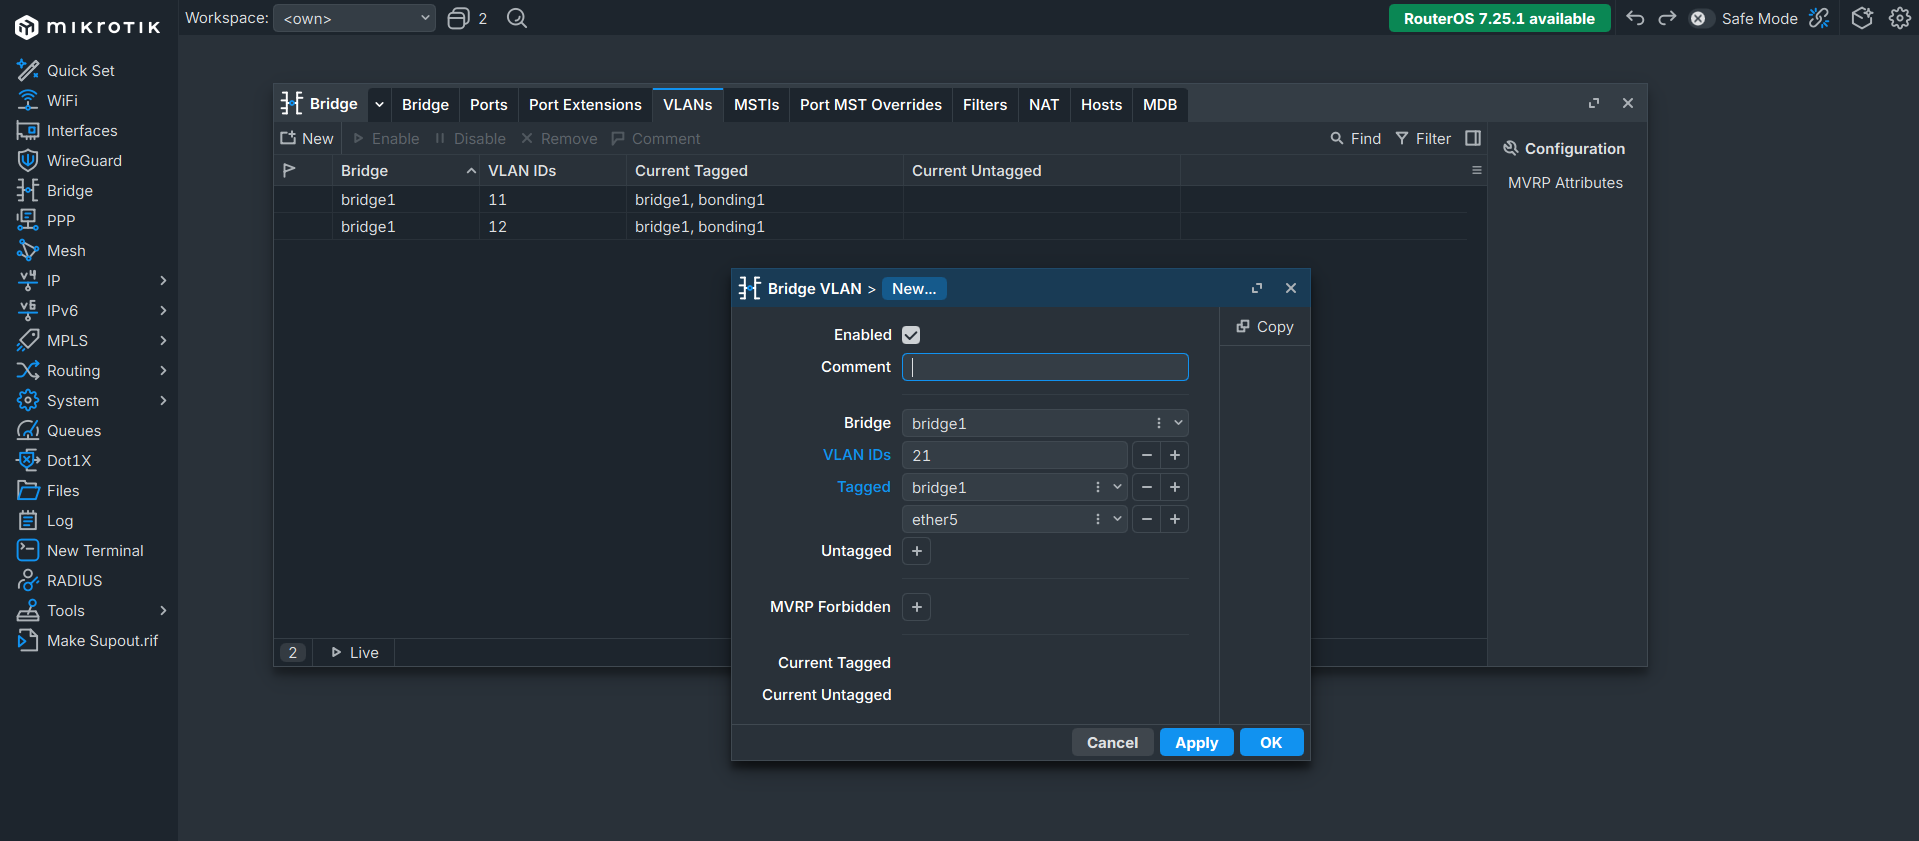 mikrotik
Workspace: <own> 2
RouterOS 7.25.1 available
Safe Mode
Quick Set
WiFi
Interfaces
WireGuard
Bridge
PPP
Mesh
v4 IP
v6 IPv6
MPLS
Routing
System
Queues
Dot1X
Files
Log
New Terminal
RADIUS
Tools
Make Supout.rif
Bridge Bridge Ports Port Extensions VLANs MSTIs Port MST Overrides Filters NAT Hosts MDB
New Enable Disable Remove Comment Find Filter
Bridge VLAN IDs Current Tagged Current Untagged
bridge1 11 bridge1, bonding1
bridge1 12 bridge1, bonding1
2 Live
Configuration
MVRP Attributes
Bridge VLAN > New...
Copy
Enabled
Comment
Bridge bridge1
VLAN IDs 21
Tagged bridge1
ether5
Untagged
MVRP Forbidden
Current Tagged
Current Untagged
Cancel Apply OK